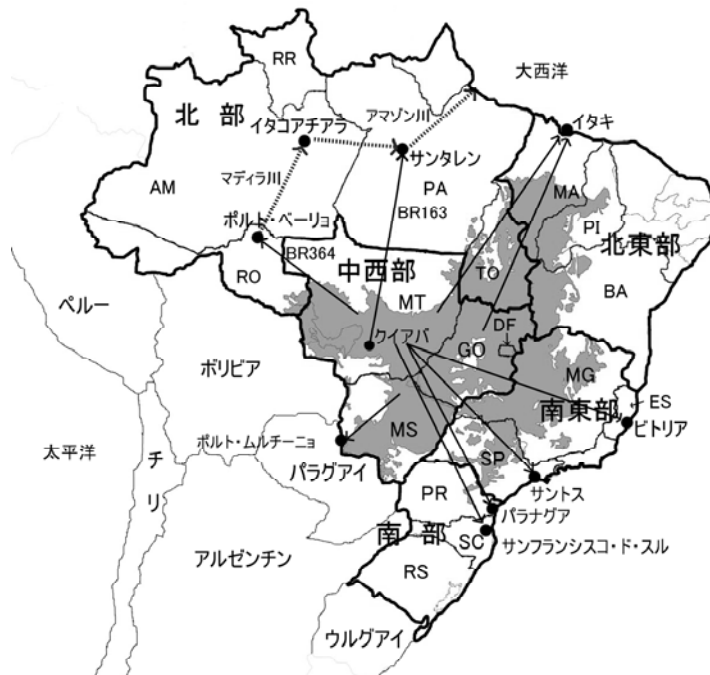 RR
大西洋
北 部
アマゾン川
イタコアチアラ
イタキ
サンタレン
マディラ川
AM
PA
MA
BR163
ポルト・ベーリョ
PI
BR364
北東部
中西部
RO
TO
ペルー
MT
BA
DF
クイアバ
GO
ボリビア
MG
ES
南東部
ポルト・ムルチーニョ
MS
ビトリア
太平洋
SP
パラグアイ
チリ
サントス
PR
パラナグア
南 部
SC
サンフランシスコ・ド・スル
アルゼンチン
RS
ウルグアイ